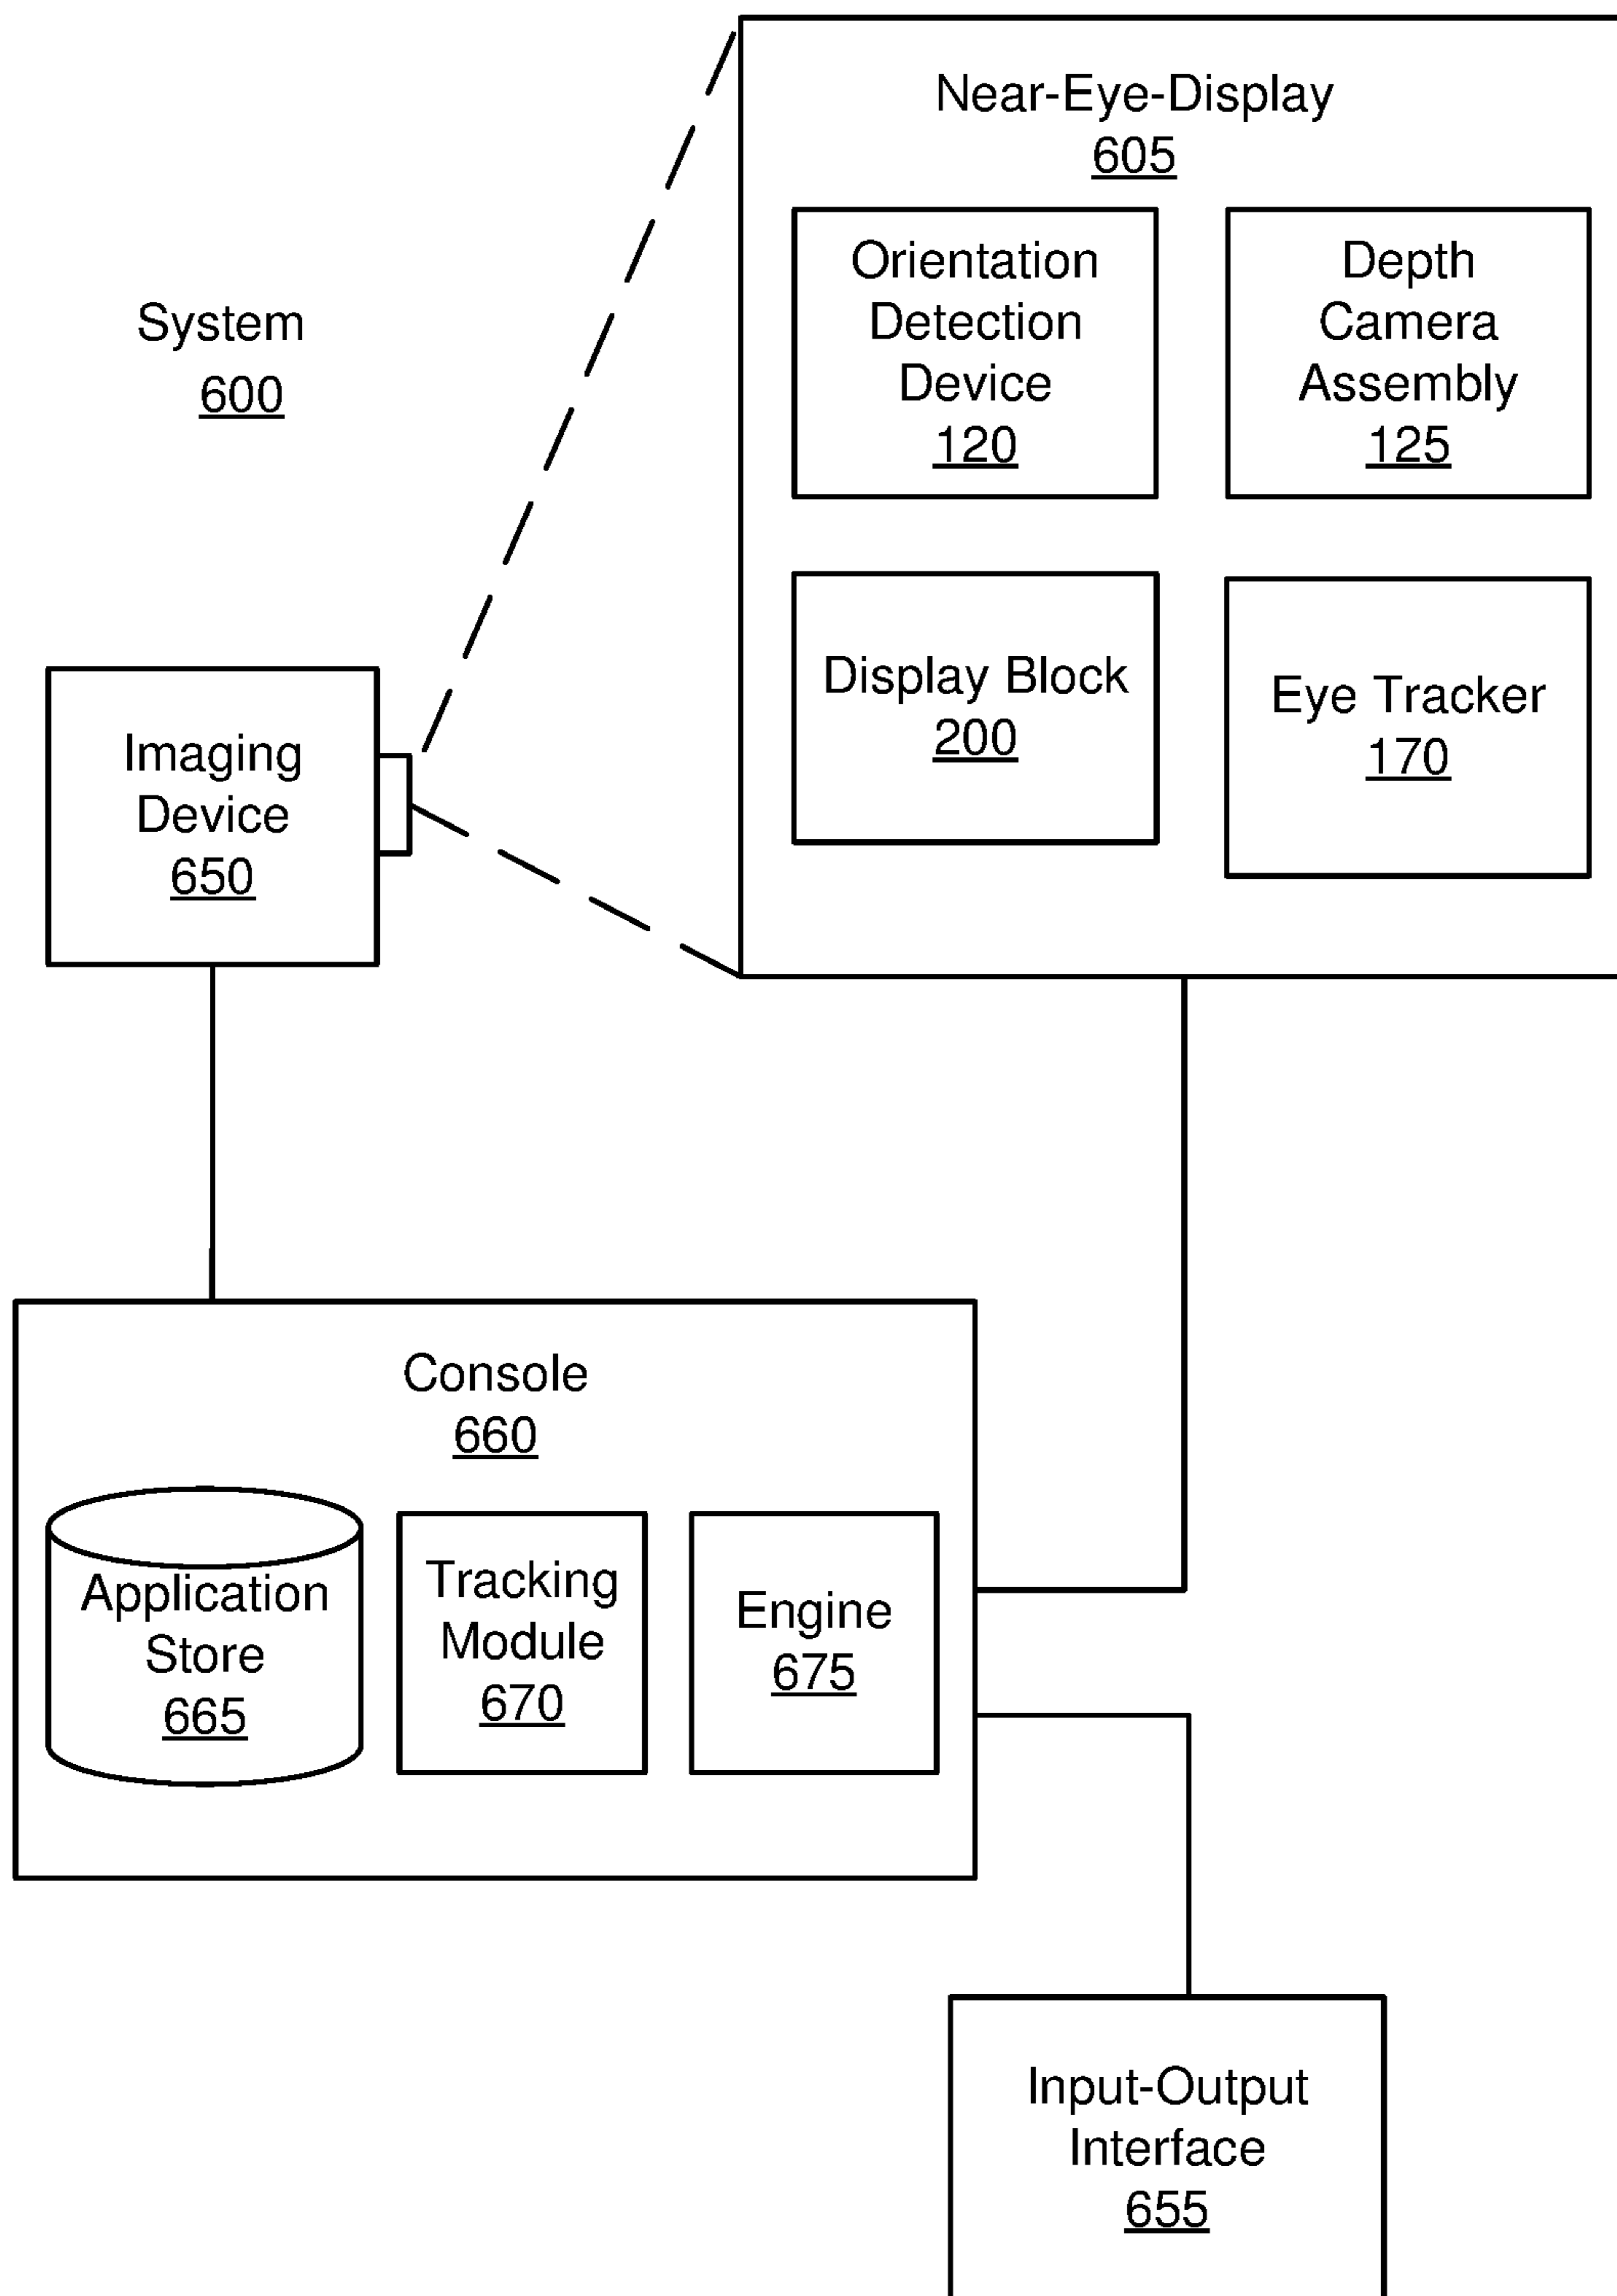 Near-Eye-Display
605
Orientation
Detection
Device
120
Depth
Camera
Assembly
125
System
600
Display Block
200
Eye Tracker
170
Imaging
Device
650
Console
660
Application
Store
665
Tracking
Module
670
Engine
675
Input-Output
Interface
655